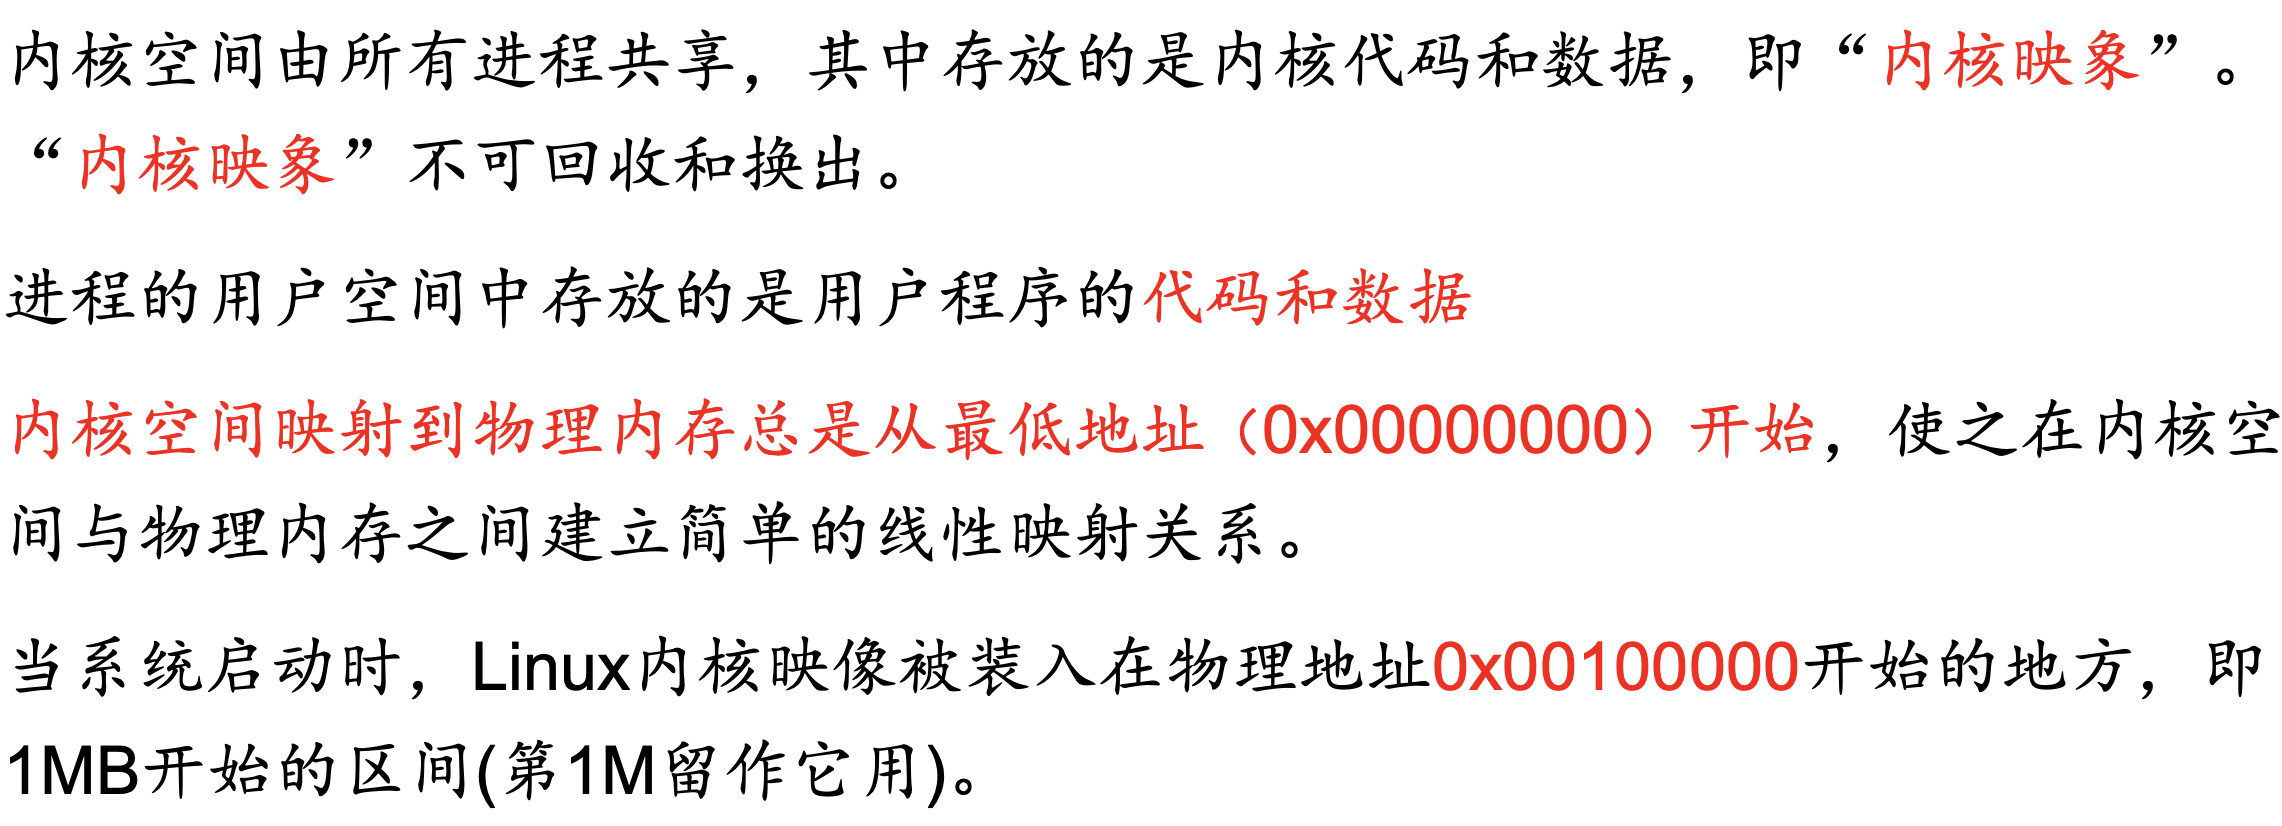 内核空间由所有进程共享，其中存放的是内核代码和数据，即“内核映象”。
“内核映象”不可回收和换出。
进程的用户空间中存放的是用户程序的代码和数据
内核空间映射到物理内存总是从最低地址（0x00000000）开始，使之在内核空
间与物理内存之间建立简单的线性映射关系。
当系统启动时，Linux内核映像被装入在物理地址0x00100000开始的地方，即
1MB开始的区间(第1M留作它用)。